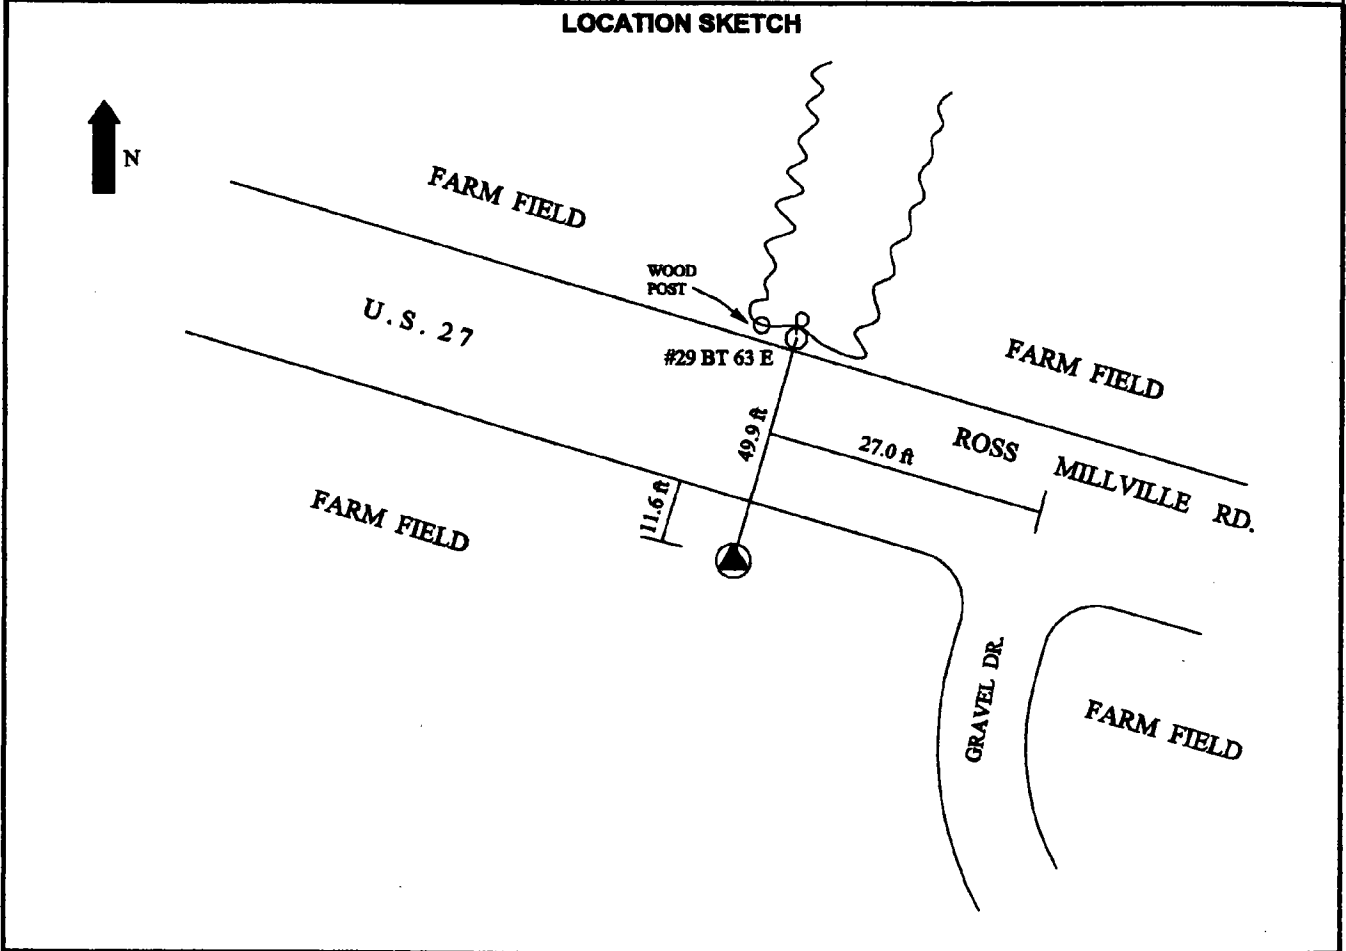 LOCATION SKETCH
N
FARM FIELD
WOOD
POST
U.S. 27
#29 BT 63 E
FARM FIELD
49.9 ft
27.0 ft
ROSS MILLVILLE RD.
11.6 ft
FARM FIELD
GRAVEL DR.
FARM FIELD